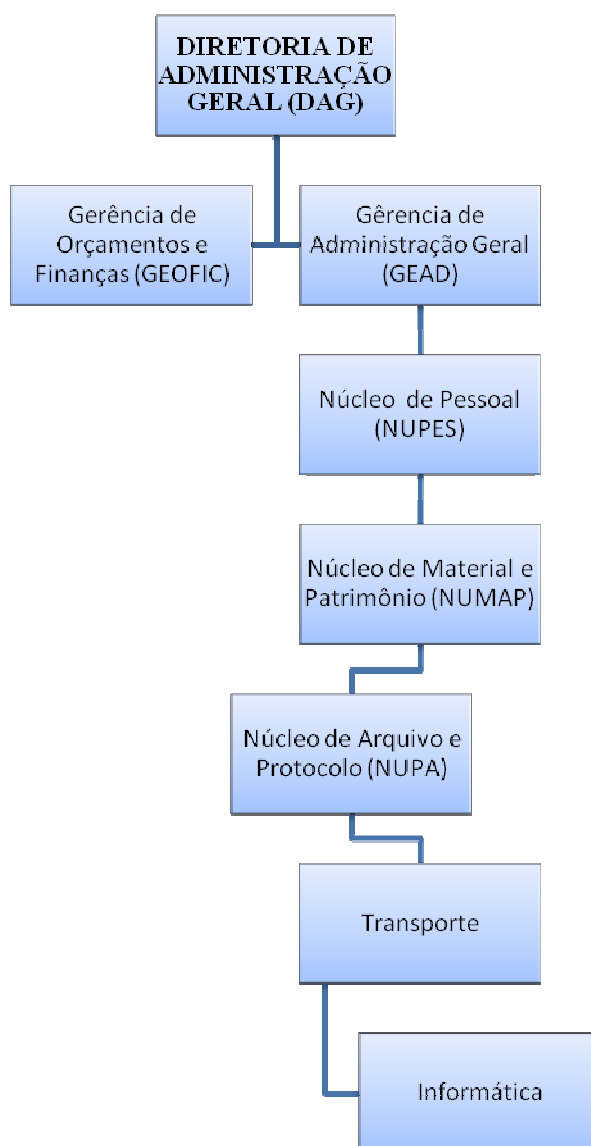 DIRETORIA DE
ADMINISTRAÇÃO
GERAL (DAG)
Gerência de
Orçamentos e
Finanças (GEOFIC)
Gêrencia de
Administração Geral
(GEAD)
Núcleo de Pessoal
(NUPES)
Núcleo de Material e
Patrimônio (NUMAP)
Núcleo de Arquivo e
Protocolo (NUPA)
Transporte
Informática